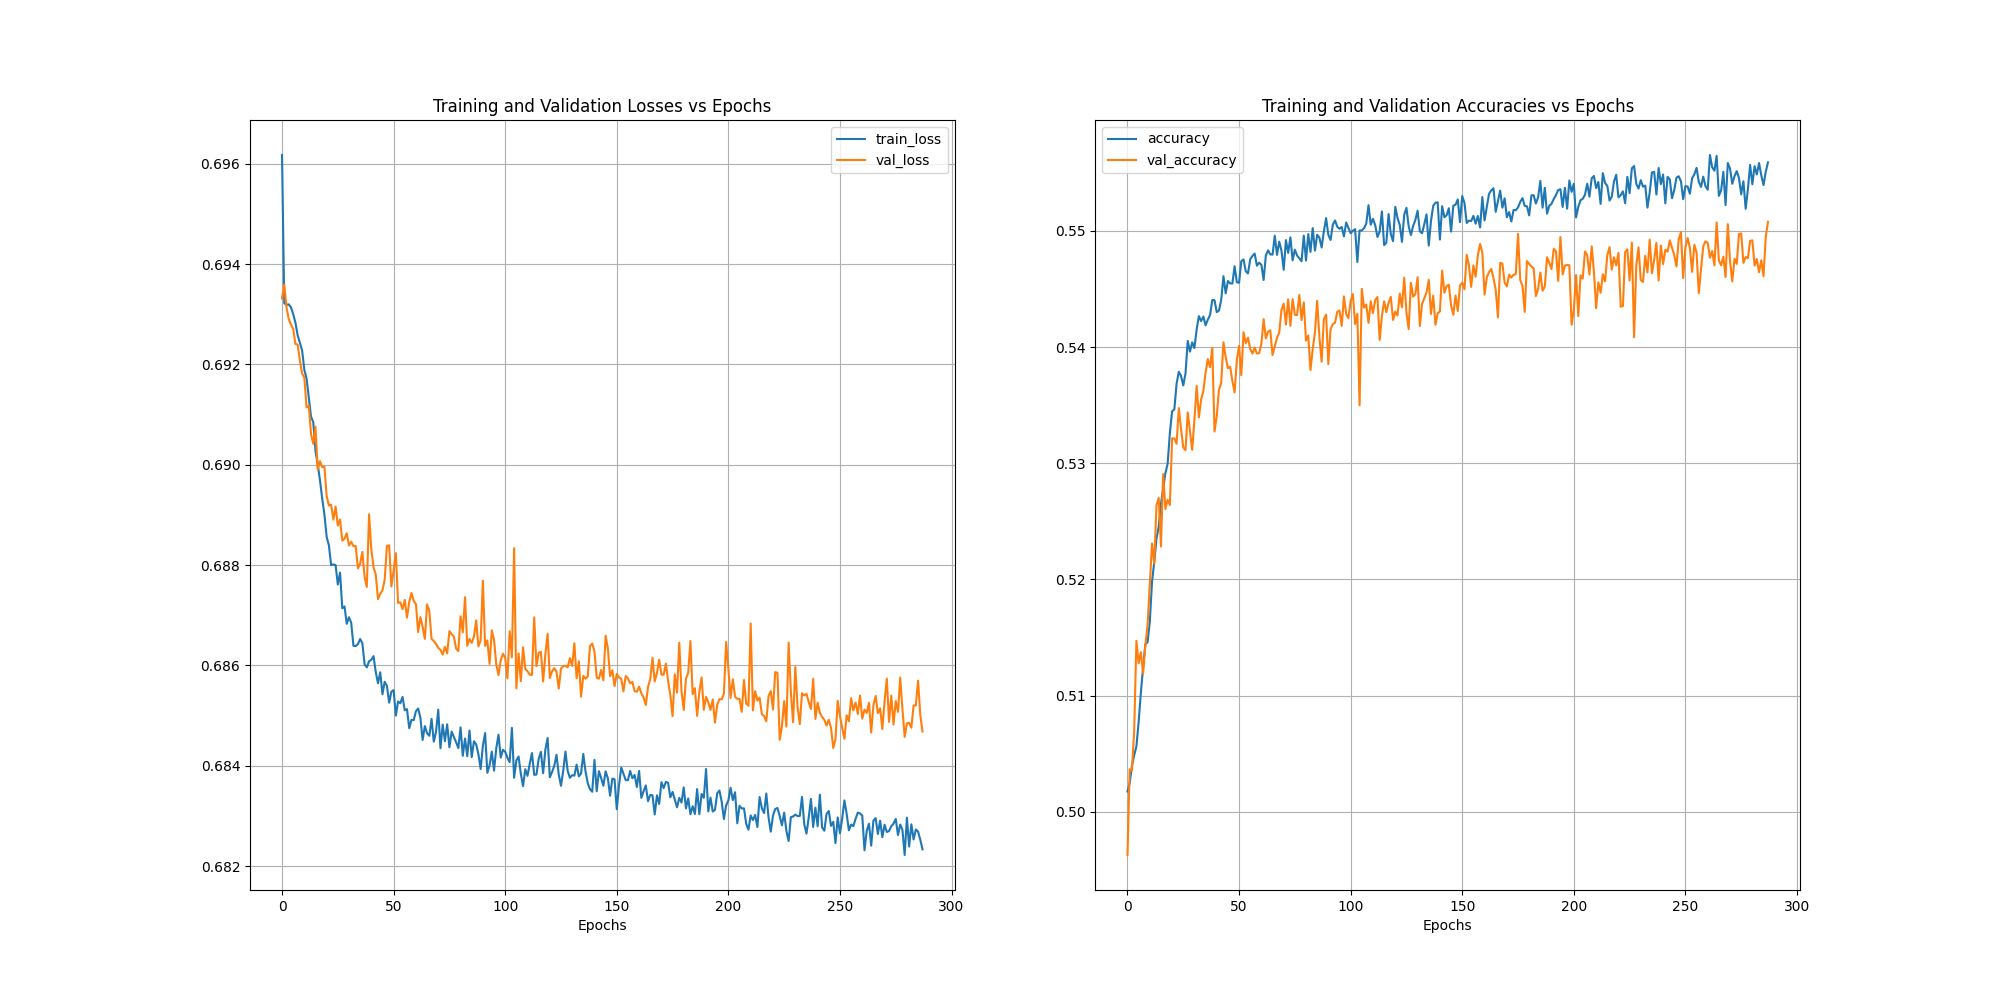 Training and Validation Losses vs Epochs
train_loss
val_loss
0.696
0.694
0.692
0.690
0.688
0.686
0.684
0.682
0 50 100 150 200 250 300
Epochs
Training and Validation Accuracies vs Epochs
accuracy
val_accuracy
0.55
0.54
0.53
0.52
0.51
0.50
0 50 100 150 200 250 300
Epochs